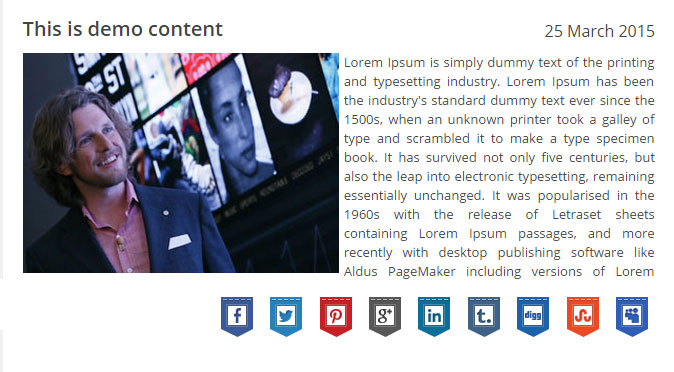 This is demo content
25 March 2015
Lorem Ipsum is simply dummy text of the printing
and typesetting industry. Lorem Ipsum has been
the industry's standard dummy text ever since the
1500s, when an unknown printer took a galley of
type and scrambled it to make a type specimen
book. It has survived not only five centuries, but
also the leap into electronic typesetting, remaining
essentially unchanged. It was popularised in the
1960s with the release of Letraset sheets
containing Lorem Ipsum passages, and more
recently with desktop publishing software like
Aldus PageMaker including versions of Lorem
f
p
g+
in
t.
digg